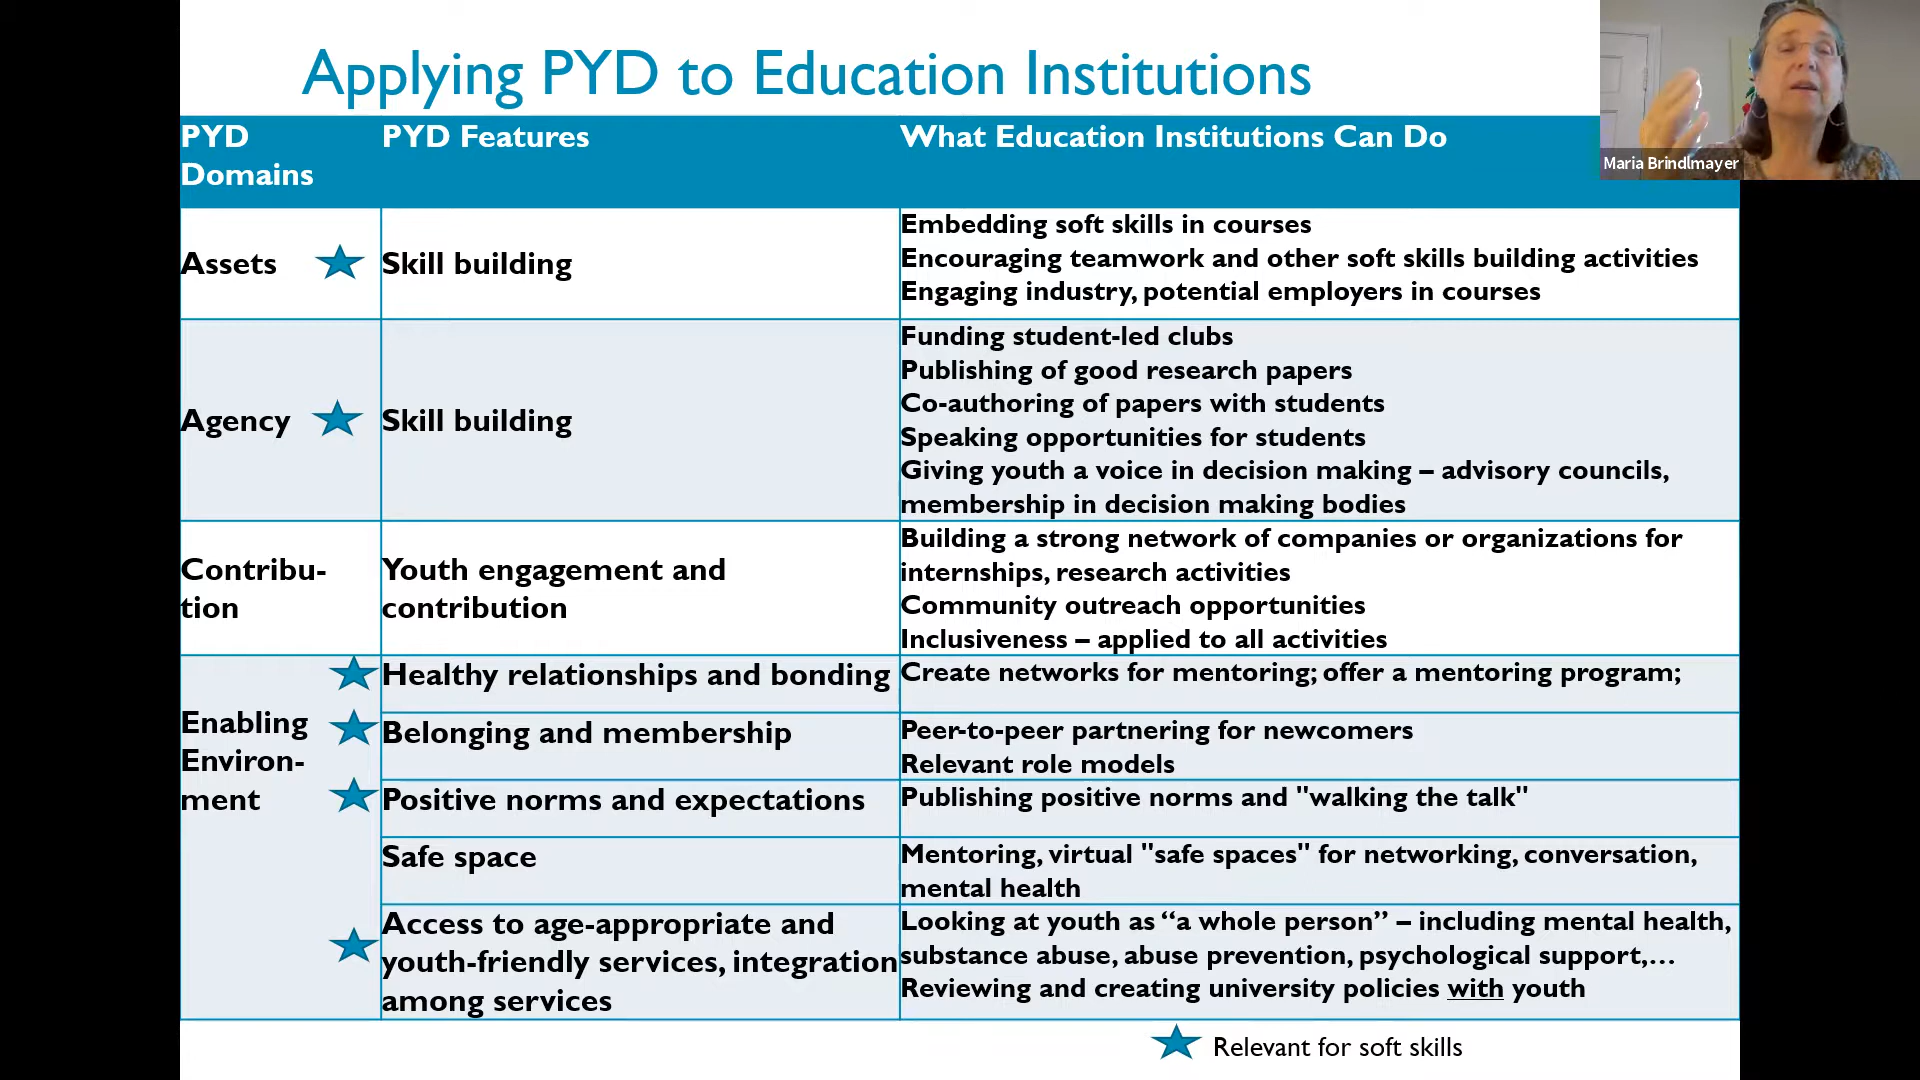 Applying PYD to Education Institutions
Maria Brindlmayer
PYD
Domains
PYD Features
What Education Institutions Can Do
Assets
Skill building
Embedding soft skills in courses
Encouraging teamwork and other soft skills building activities
Engaging industry, potential employers in courses
Agency
Skill building
Funding student-led clubs
Publishing of good research papers
Co-authoring of papers with students
Speaking opportunities for students
Giving youth a voice in decision making – advisory councils,
membership in decision making bodies
Contribu-
tion
Youth engagement and
contribution
Building a strong network of companies or organizations for
internships, research activities
Community outreach opportunities
Inclusiveness – applied to all activities
Enabling
Environ-
ment
Healthy relationships and bonding
Create networks for mentoring; offer a mentoring program;
Belonging and membership
Peer-to-peer partnering for newcomers
Relevant role models
Positive norms and expectations
Publishing positive norms and "walking the talk"
Safe space
Mentoring, virtual "safe spaces" for networking, conversation,
mental health
Access to age-appropriate and
youth-friendly services, integration
among services
Looking at youth as “a whole person” – including mental health,
substance abuse, abuse prevention, psychological support,…
Reviewing and creating university policies with youth
Relevant for soft skills